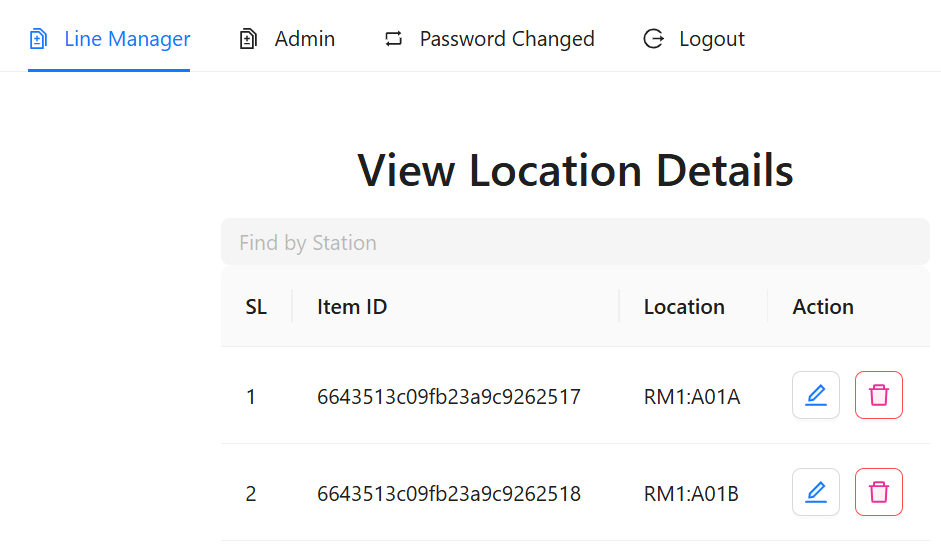 Line Manager Admin Password Changed Logout
View Location Details
Find by Station
SL Item ID Location Action
1 6643513c09fb23a9c9262517 RM1:A01A
2 6643513c09fb23a9c9262518 RM1:A01B